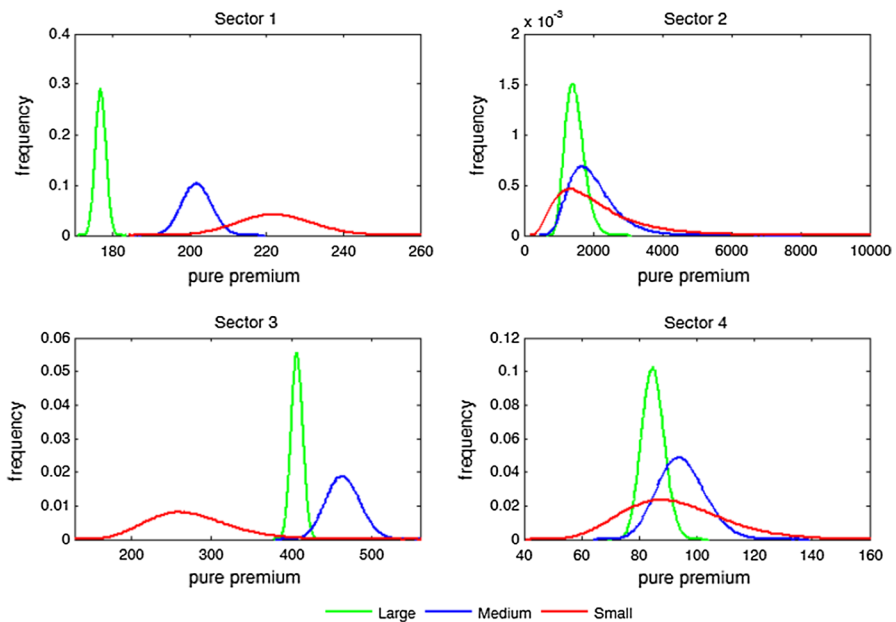 Sector 1
0.4
0.3
0.2
0.1
0
frequency
180 200 220 240 260
pure premium
Sector 2
2 x 10^-3
1.5
1
0.5
0
frequency
0 2000 4000 6000 8000 10000
pure premium
Sector 3
0.06
0.05
0.04
0.03
0.02
0.01
0
frequency
200 300 400 500
pure premium
Sector 4
0.12
0.1
0.08
0.06
0.04
0.02
0
frequency
40 60 80 100 120 140 160
pure premium
Large Medium Small